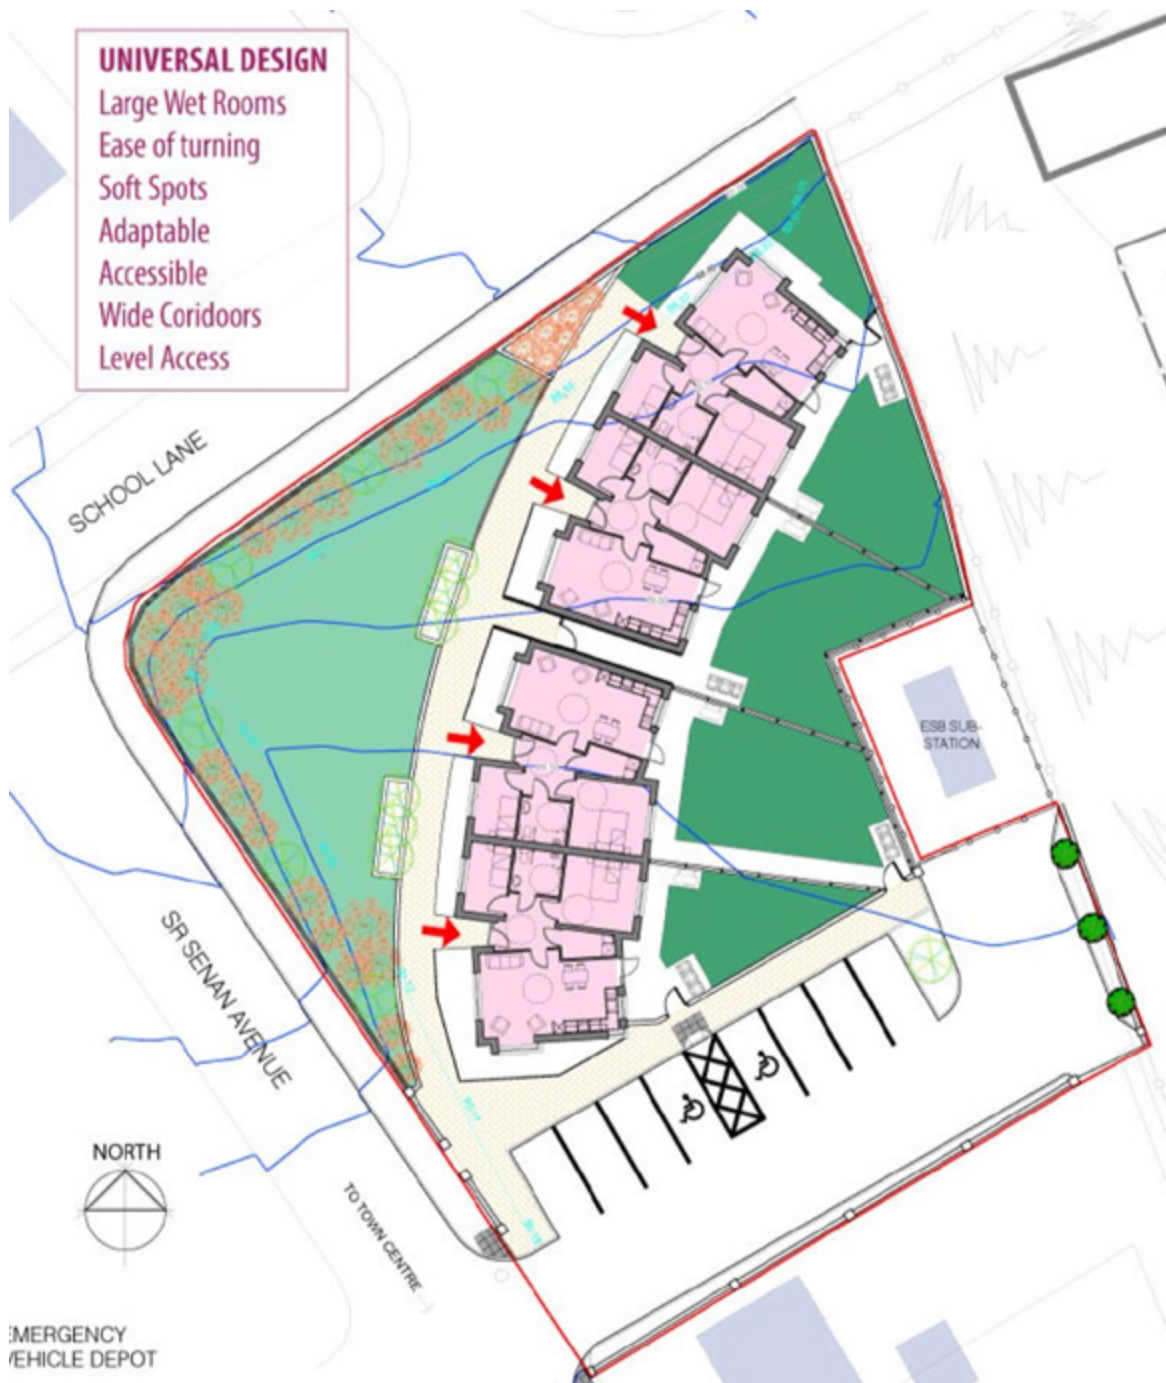 UNIVERSAL DESIGN
Large Wet Rooms
Ease of turning
Soft Spots
Adaptable
Accessible
Wide Coridoors
Level Access
SCHOOL LANE
ESB SUB-
STATION
SR SENAN AVENUE
NORTH
TO TOWN CENTRE
EMERGENCY
VEHICLE DEPOT